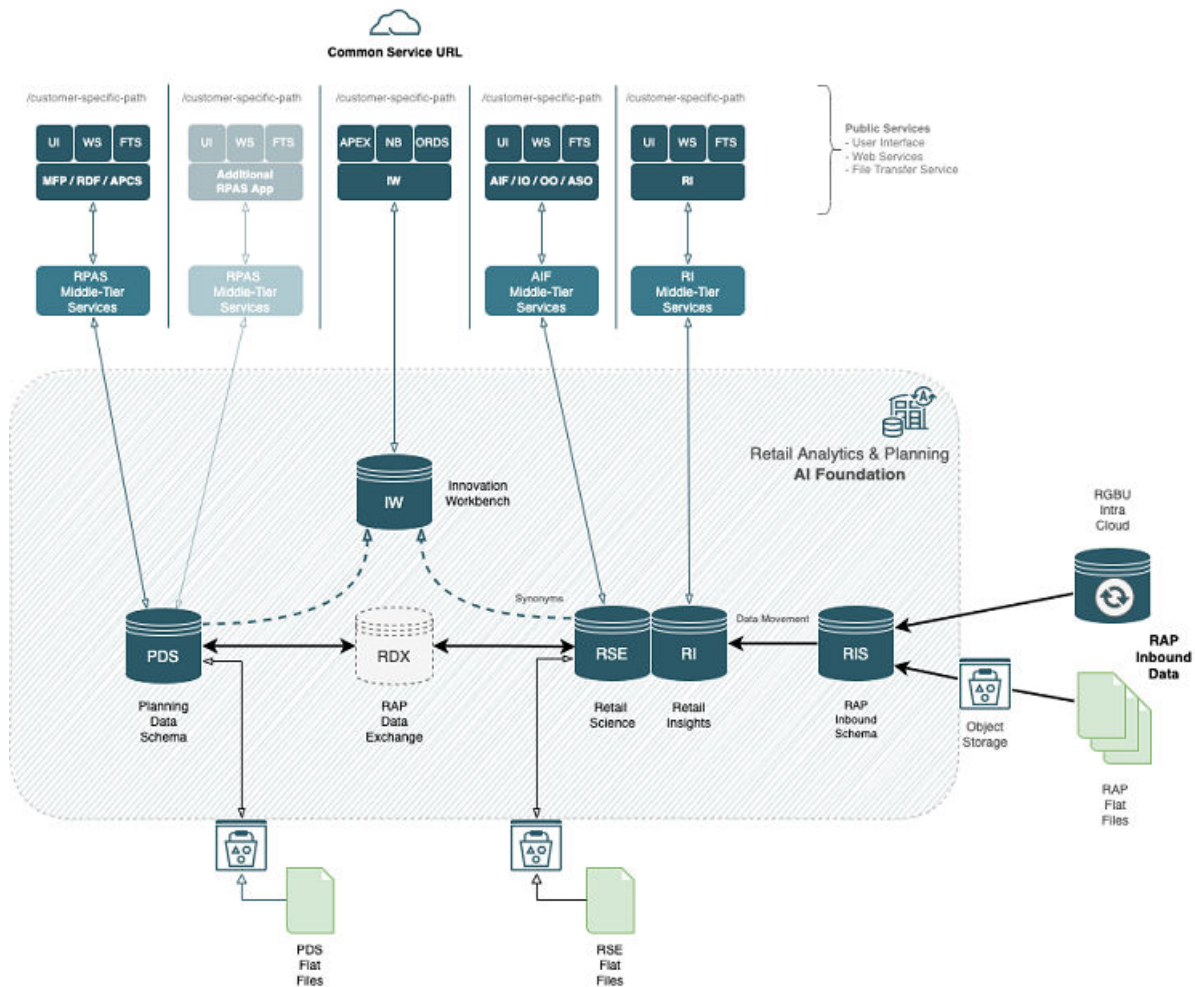 Common Service URL
/customer-specific-path
/customer-specific-path
/customer-specific-path
/customer-specific-path
/customer-specific-path
UI WS FTS
MFP / RDF / APCS
UI WS FTS
Additional
RPAS App
APEX NB ORDS
IW
UI WS FTS
AIF / IO / OO / ASO
UI WS FTS
RI
Public Services
- User Interface
- Web Services
- File Transfer Service
RPAS
Middle-Tier
Services
RPAS
Middle-Tier
Services
AIF
Middle-Tier
Services
RI
Middle-Tier
Services
A
Retail Analytics & Planning
AI Foundation
IW
Innovation
Workbench
RGBU
Intra
Cloud
Synonyms
Data Movement
PDS
RDX
RSE
RI
RIS
RAP
Inbound
Data
Planning
Data
Schema
RAP
Data
Exchange
Retail
Science
Retail
Insights
RAP
Inbound
Schema
Object
Storage
RAP
Flat
Files
PDS
Flat
Files
RSE
Flat
Files